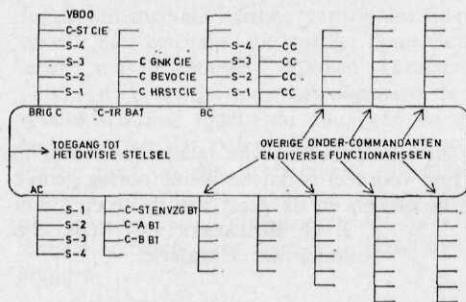 VBDO
C-ST CIE
S-4
S-3 C GNK CIE S-4 CC
S-2 C BEVO CIE S-3 CC
S-1 C HRST CIE S-2 CC
S-1 CC
BRIG C C-IR BAT BC
TOEGANG TOT
HET DIVISIE STELSEL
OVERIGE ONDER-COMMANDANTEN
EN DIVERSE FUNCTIONARISSEN
AC
S-1 C-ST ENVZG BT
S-2 C-A BT
S-3 C-B BT
S-4